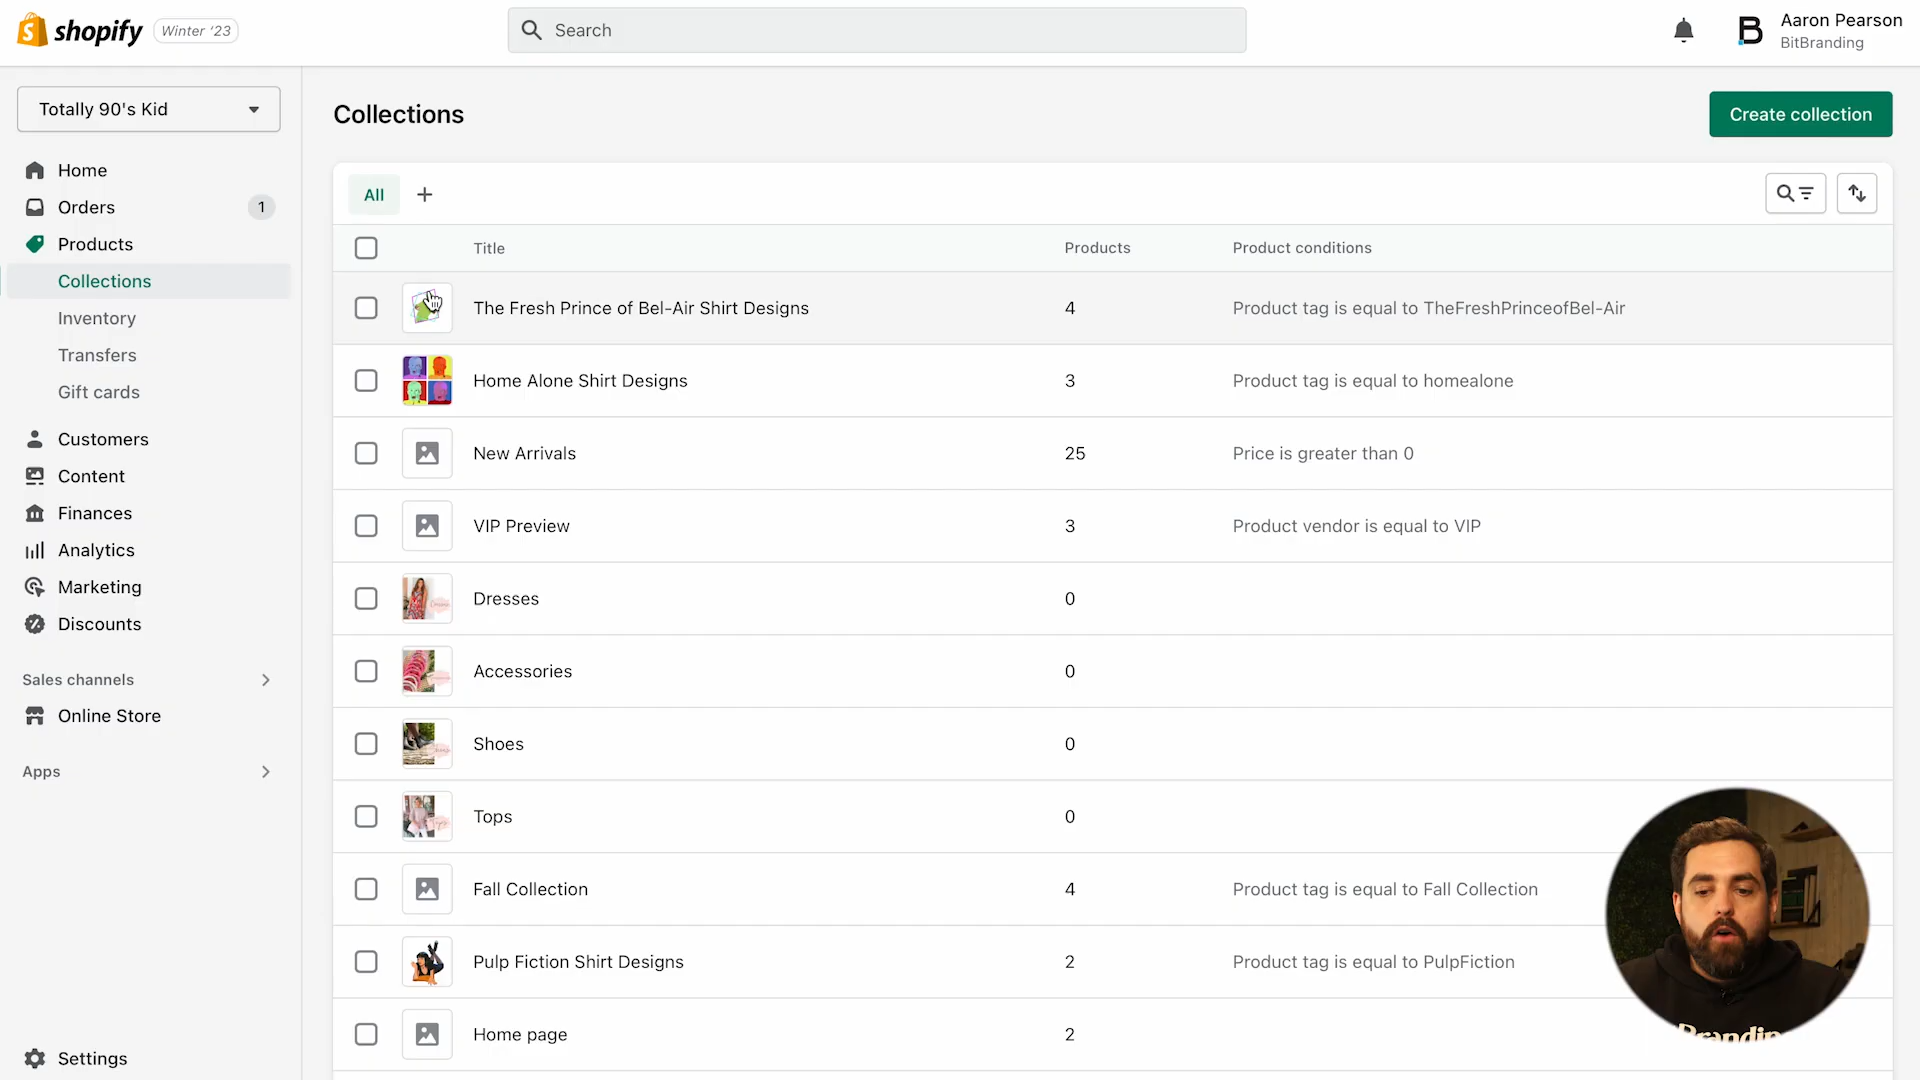 shopify Winter '23
Search
Aaron Pearson
BitBranding
Totally 90's Kid
Home
Orders 1
Products
Collections
Inventory
Transfers
Gift cards
Customers
Content
Finances
Analytics
Marketing
Discounts
Sales channels
Online Store
Apps
Settings
Collections
Create collection
All
Title Products Product conditions
The Fresh Prince of Bel-Air Shirt Designs 4 Product tag is equal to TheFreshPrinceofBel-Air
Home Alone Shirt Designs 3 Product tag is equal to homealone
New Arrivals 25 Price is greater than 0
VIP Preview 3 Product vendor is equal to VIP
Dresses 0
Accessories 0
Shoes 0
Tops 0
Fall Collection 4 Product tag is equal to Fall Collection
Pulp Fiction Shirt Designs 2 Product tag is equal to PulpFiction
Home page 2